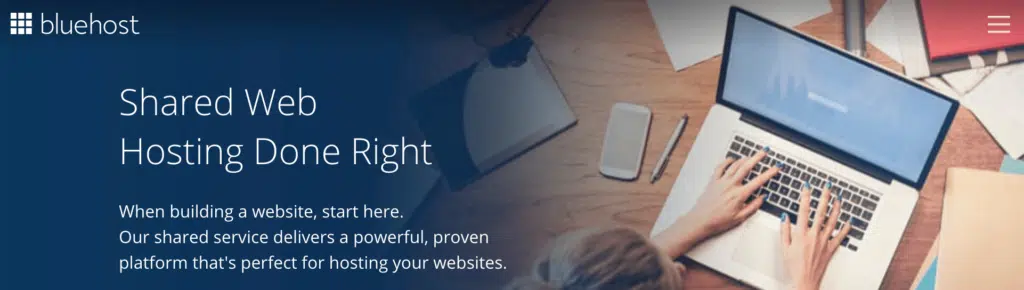 bluehost
Shared Web
Hosting Done Right
When building a website, start here.
Our shared service delivers a powerful, proven
platform that's perfect for hosting your websites.